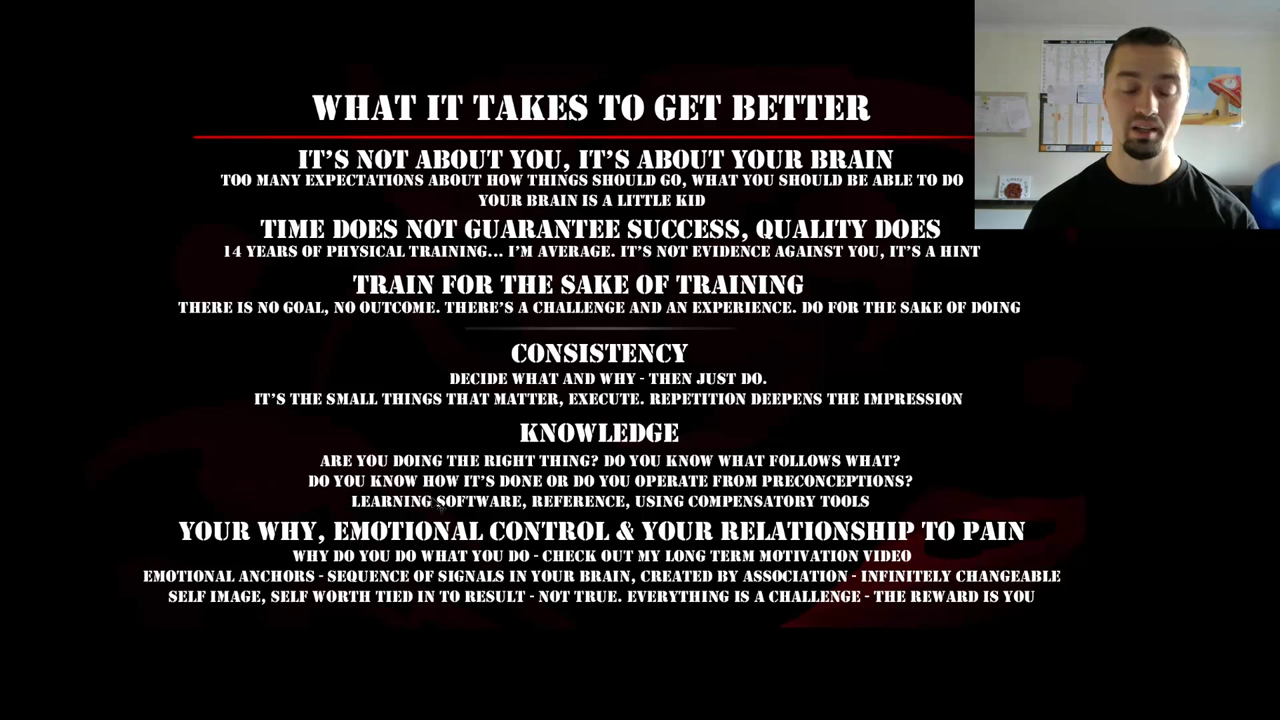 WHAT IT TAKES TO GET BETTER
IT'S NOT ABOUT YOU, IT'S ABOUT YOUR BRAIN
TOO MANY EXPECTATIONS ABOUT HOW THINGS SHOULD GO, WHAT YOU SHOULD BE ABLE TO DO
YOUR BRAIN IS A LITTLE KID
TIME DOES NOT GUARANTEE SUCCESS, QUALITY DOES
14 YEARS OF PHYSICAL TRAINING... I'M AVERAGE. IT'S NOT EVIDENCE AGAINST YOU, IT'S A HINT
TRAIN FOR THE SAKE OF TRAINING
THERE IS NO GOAL, NO OUTCOME. THERE'S A CHALLENGE AND AN EXPERIENCE. DO FOR THE SAKE OF DOING
CONSISTENCY
DECIDE WHAT AND WHY - THEN JUST DO.
IT'S THE SMALL THINGS THAT MATTER, EXECUTE. REPETITION DEEPENS THE IMPRESSION
KNOWLEDGE
ARE YOU DOING THE RIGHT THING? DO YOU KNOW WHAT FOLLOWS WHAT?
DO YOU KNOW HOW IT'S DONE OR DO YOU OPERATE FROM PRECONCEPTIONS?
LEARNING SOFTWARE, REFERENCE, USING COMPENSATORY TOOLS
YOUR WHY, EMOTIONAL CONTROL & YOUR RELATIONSHIP TO PAIN
WHY DO YOU DO WHAT YOU DO - CHECK OUT MY LONG TERM MOTIVATION VIDEO
EMOTIONAL ANCHORS - SEQUENCE OF SIGNALS IN YOUR BRAIN, CREATED BY ASSOCIATION - INFINITELY CHANGEABLE
SELF IMAGE, SELF WORTH TIED IN TO RESULT - NOT TRUE. EVERYTHING IS A CHALLENGE - THE REWARD IS YOU